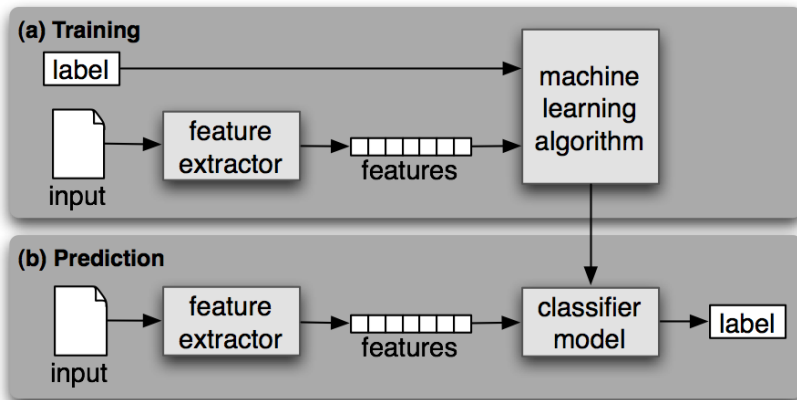 (a) Training
label
machine
learning
algorithm
feature
extractor
features
input
(b) Prediction
feature
extractor
features
input
classifier
model
label